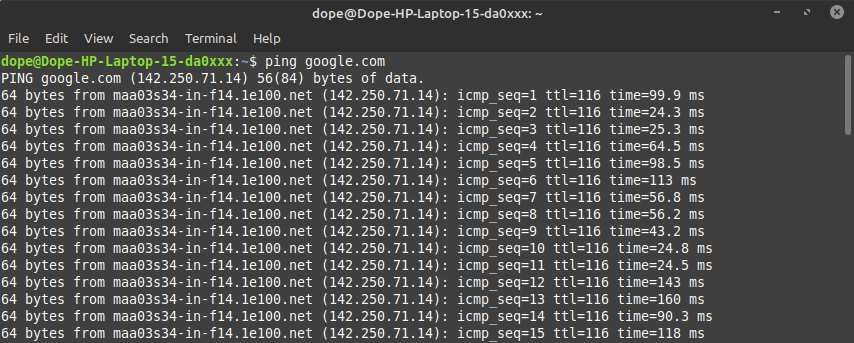 dope@Dope-HP-Laptop-15-da0xxx: ~
File Edit View Search Terminal Help
dope@Dope-HP-Laptop-15-da0xxx:~$ ping google.com
PING google.com (142.250.71.14) 56(84) bytes of data.
64 bytes from maa03s34-in-f14.1e100.net (142.250.71.14): icmp_seq=1 ttl=116 time=99.9 ms
64 bytes from maa03s34-in-f14.1e100.net (142.250.71.14): icmp_seq=2 ttl=116 time=24.3 ms
64 bytes from maa03s34-in-f14.1e100.net (142.250.71.14): icmp_seq=3 ttl=116 time=25.3 ms
64 bytes from maa03s34-in-f14.1e100.net (142.250.71.14): icmp_seq=4 ttl=116 time=64.5 ms
64 bytes from maa03s34-in-f14.1e100.net (142.250.71.14): icmp_seq=5 ttl=116 time=98.5 ms
64 bytes from maa03s34-in-f14.1e100.net (142.250.71.14): icmp_seq=6 ttl=116 time=113 ms
64 bytes from maa03s34-in-f14.1e100.net (142.250.71.14): icmp_seq=7 ttl=116 time=56.8 ms
64 bytes from maa03s34-in-f14.1e100.net (142.250.71.14): icmp_seq=8 ttl=116 time=56.2 ms
64 bytes from maa03s34-in-f14.1e100.net (142.250.71.14): icmp_seq=9 ttl=116 time=43.2 ms
64 bytes from maa03s34-in-f14.1e100.net (142.250.71.14): icmp_seq=10 ttl=116 time=24.8 ms
64 bytes from maa03s34-in-f14.1e100.net (142.250.71.14): icmp_seq=11 ttl=116 time=24.5 ms
64 bytes from maa03s34-in-f14.1e100.net (142.250.71.14): icmp_seq=12 ttl=116 time=143 ms
64 bytes from maa03s34-in-f14.1e100.net (142.250.71.14): icmp_seq=13 ttl=116 time=160 ms
64 bytes from maa03s34-in-f14.1e100.net (142.250.71.14): icmp_seq=14 ttl=116 time=90.3 ms
64 bytes from maa03s34-in-f14.1e100.net (142.250.71.14): icmp_seq=15 ttl=116 time=118 ms